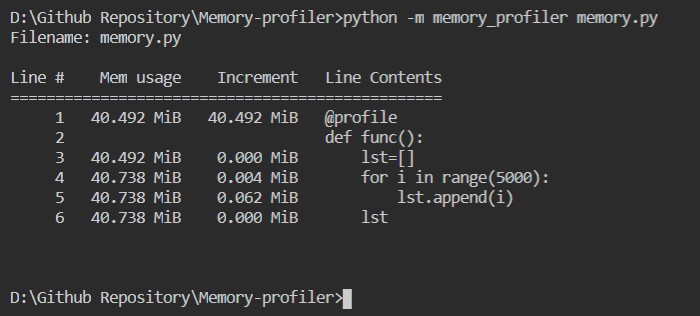 D:\Github Repository\Memory-profiler>python -m memory_profiler memory.py
Filename: memory.py
Line #    Mem usage    Increment   Line Contents
================================================
     1   40.492 MiB   40.492 MiB   @profile
     2                             def func():
     3   40.492 MiB    0.000 MiB       lst=[]
     4   40.738 MiB    0.004 MiB       for i in range(5000):
     5   40.738 MiB    0.062 MiB           lst.append(i)
     6   40.738 MiB    0.000 MiB       lst
D:\Github Repository\Memory-profiler>